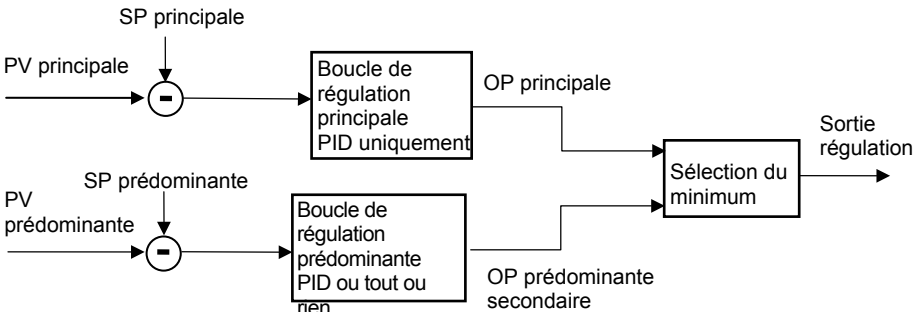 SP principale
PV principale
-
Boucle de
régulation
principale
PID uniquement
OP principale
Sélection du
minimum
Sortie
régulation
SP prédominante
PV
prédominante
-
Boucle de
régulation
prédominante
PID ou tout ou
rien
OP prédominante
secondaire